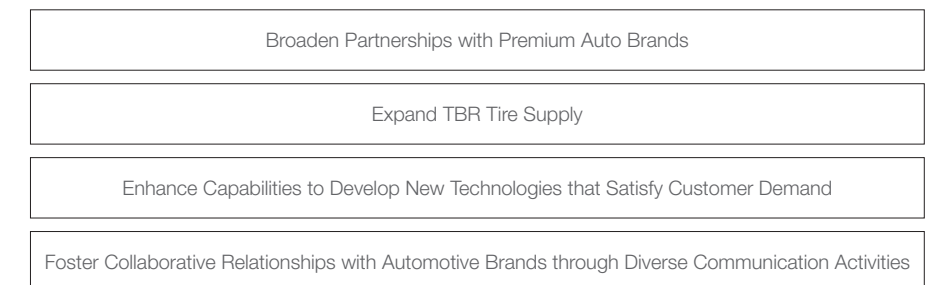 Broaden Partnerships with Premium Auto Brands
Expand TBR Tire Supply
Enhance Capabilities to Develop New Technologies that Satisfy Customer Demand
Foster Collaborative Relationships with Automotive Brands through Diverse Communication Activities